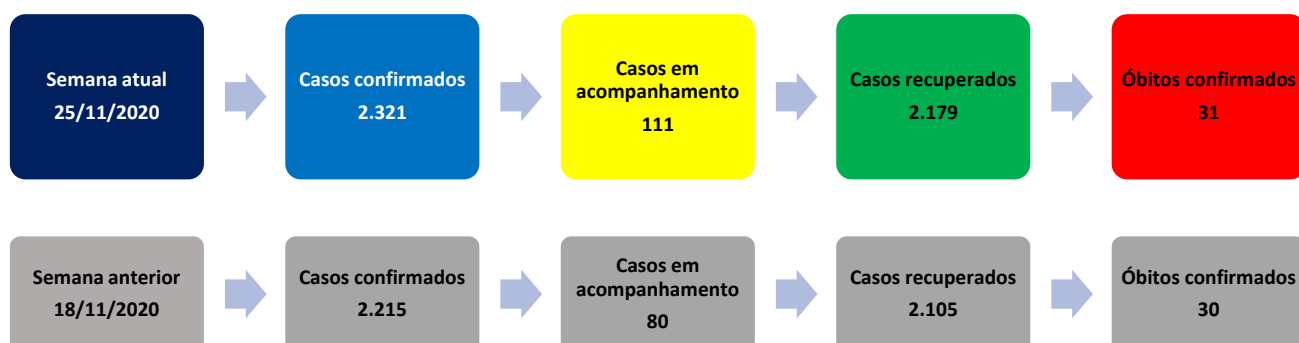 Semana atual
25/11/2020
Casos confirmados
2.321
Casos em
acompanhamento
111
Casos recuperados
2.179
Óbitos confirmados
31
Semana anterior
18/11/2020
Casos confirmados
2.215
Casos em
acompanhamento
80
Casos recuperados
2.105
Óbitos confirmados
30